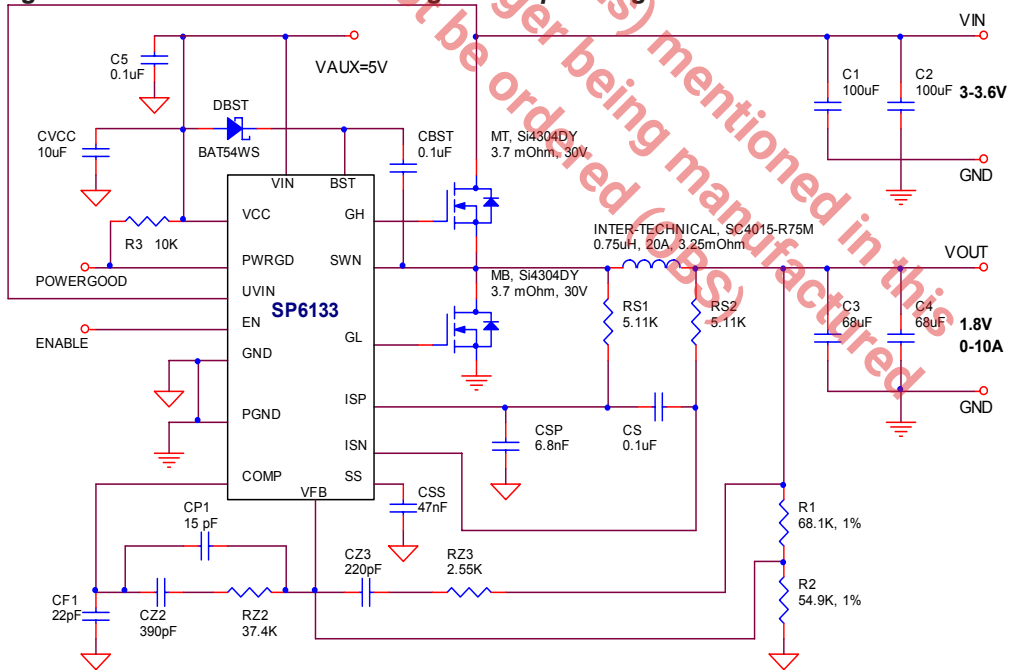 VIN
C5
0.1uF
VAUX=5V
C1
100uF
C2
100uF
3-3.6V
DBST
BAT54WS
CVCC
10uF
CBST
0.1uF
MT, Si4304DY
3.7 mOhm, 30V
GND
VIN
BST
VCC
GH
R3 10K
INTER-TECHNICAL, SC4015-R75M
0.75uH, 20A, 3.25mOhm
PWRGD
SWN
VOUT
POWERGOOD
UVIN
MB, Si4304DY
3.7 mOhm, 30V
SP6133
RS1
5.11K
RS2
5.11K
C3
68uF
C4
68uF
1.8V
0-10A
EN
ENABLE
GL
GND
ISP
GND
PGND
CSP
6.8nF
CS
0.1uF
ISN
COMP
SS
VFB
CSS
47nF
CP1
15 pF
R1
68.1K, 1%
CZ3
220pF
RZ3
2.55K
CF1
22pF
CZ2
390pF
RZ2
37.4K
R2
54.9K, 1%
mentioned in this
being manufactured
be ordered (OBS)